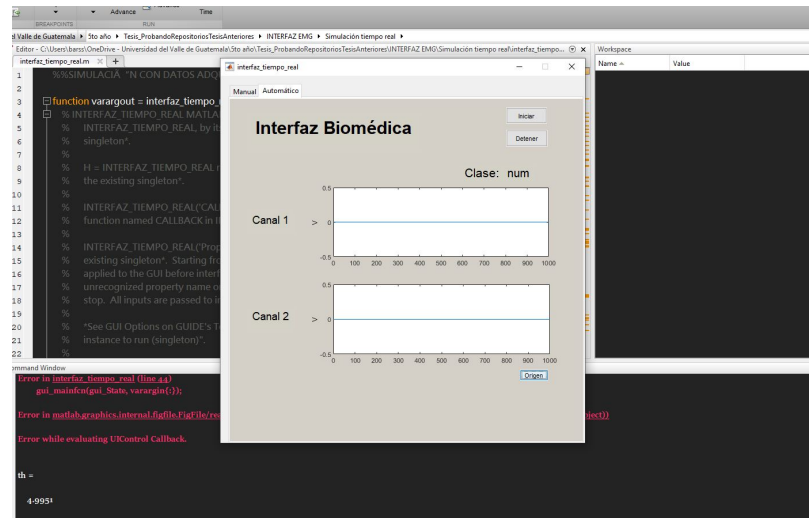 Advance
Time
BREAKPOINTS
RUN
el Valle de Guatemala ▸ 5to año ▸ Tesis_ProbandoRepositoriosTesisAnteriores ▸ INTERFAZ EMG ▸ Simulación tiempo real ▸
Editor - C:\Users\barss\OneDrive - Universidad del Valle de Guatemala\5to año\Tesis_ProbandoRepositoriosTesisAnteriores\INTERFAZ EMG\Simulación tiempo real\interfaz_tiempo...
Workspace
interfaz_tiempo_real.m
Name
Value
1 %%SIMULACIÃ “N CON DATOS ADQ
2
3 function varargout = interfaz_tiempo_
4 % INTERFAZ_TIEMPO_REAL MATLA
5 % INTERFAZ_TIEMPO_REAL, by it
6 % singleton*.
7 %
8 % H = INTERFAZ_TIEMPO_REAL r
9 % the existing singleton*.
10 %
11 % INTERFAZ_TIEMPO_REAL('CAL
12 % function named CALLBACK in I
13 %
14 % INTERFAZ_TIEMPO_REAL('Prop
15 % existing singleton*. Starting fro
16 % applied to the GUI before interf
17 % unrecognized property name o
18 % stop. All inputs are passed to i
19 %
20 % *See GUI Options on GUIDE's T
21 % instance to run (singleton)".
22 %
interfaz_tiempo_real
Manual Automático
Interfaz Biomédica
Iniciar
Detener
Clase: num
Canal 1
V
0.5
0
-0.5
0 100 200 300 400 500 600 700 800 900 1000
Canal 2
V
0.5
0
-0.5
0 100 200 300 400 500 600 700 800 900 1000
Origen
ommand Window
Error in interfaz_tiempo_real (line 44)
gui_mainfcn(gui_State, varargin{:});
Error in matlab.graphics.internal.figfile.FigFile/re
ject))
Error while evaluating UIControl Callback.
th =
4.9951